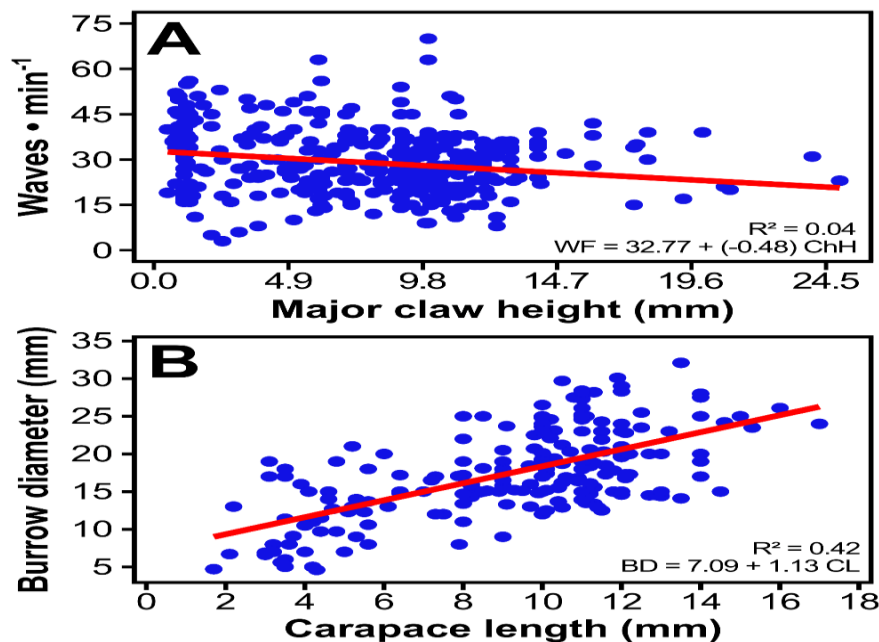 A
75
60
45
30
15
0
Waves • min⁻¹
R² = 0.04
WF = 32.77 + (-0.48) ChH
0.0 4.9 9.8 14.7 19.6 24.5
Major claw height (mm)
B
35
30
25
20
15
10
5
Burrow diameter (mm)
R² = 0.42
BD = 7.09 + 1.13 CL
0 2 4 6 8 10 12 14 16 18
Carapace length (mm)